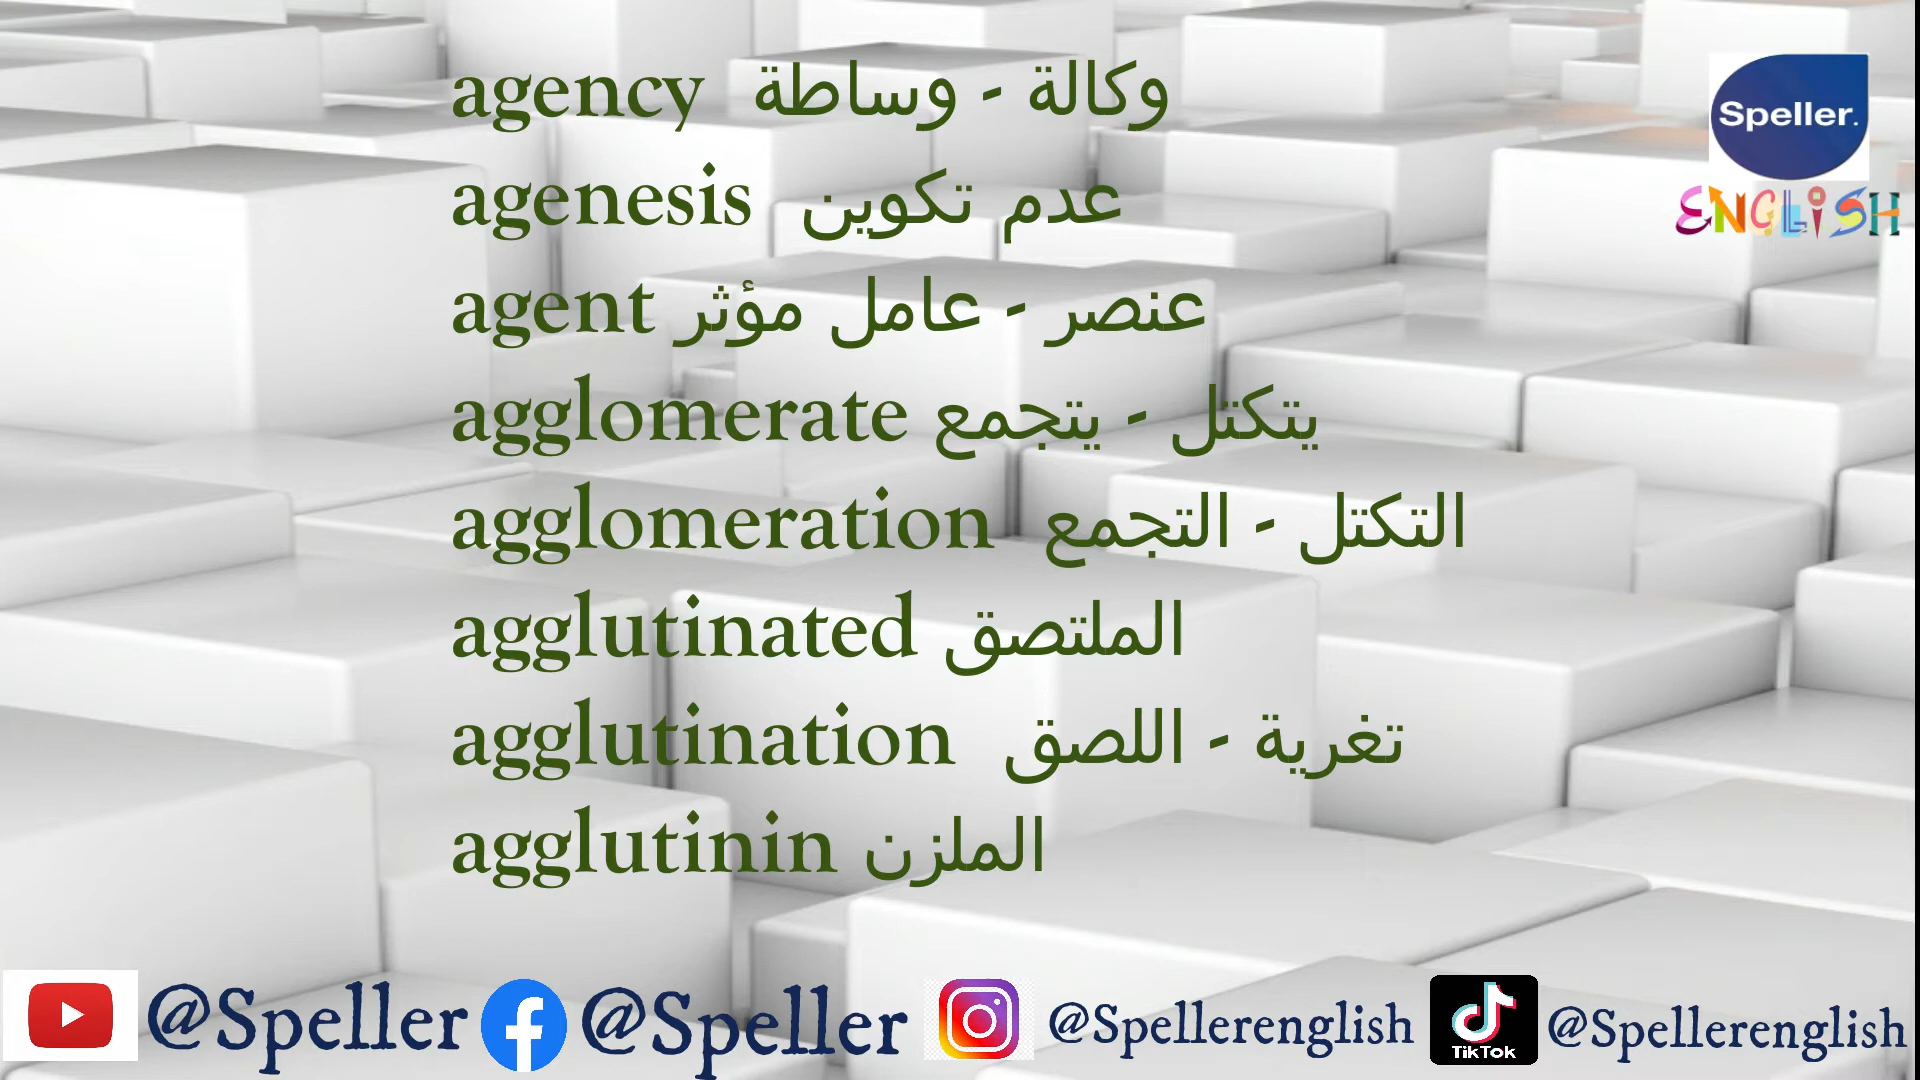 Speller.
ENGLISH
agency وكالة - وساطة
agenesis عدم تكوين
agent عنصر - عامل مؤثر
agglomerate يتكتل - يتجمع
agglomeration التكتل - التجمع
agglutinated الملتصق
agglutination تغرية - اللصق
agglutinin الملزن
@Speller @Speller @Spellerenglish TikTok @Spellerenglish